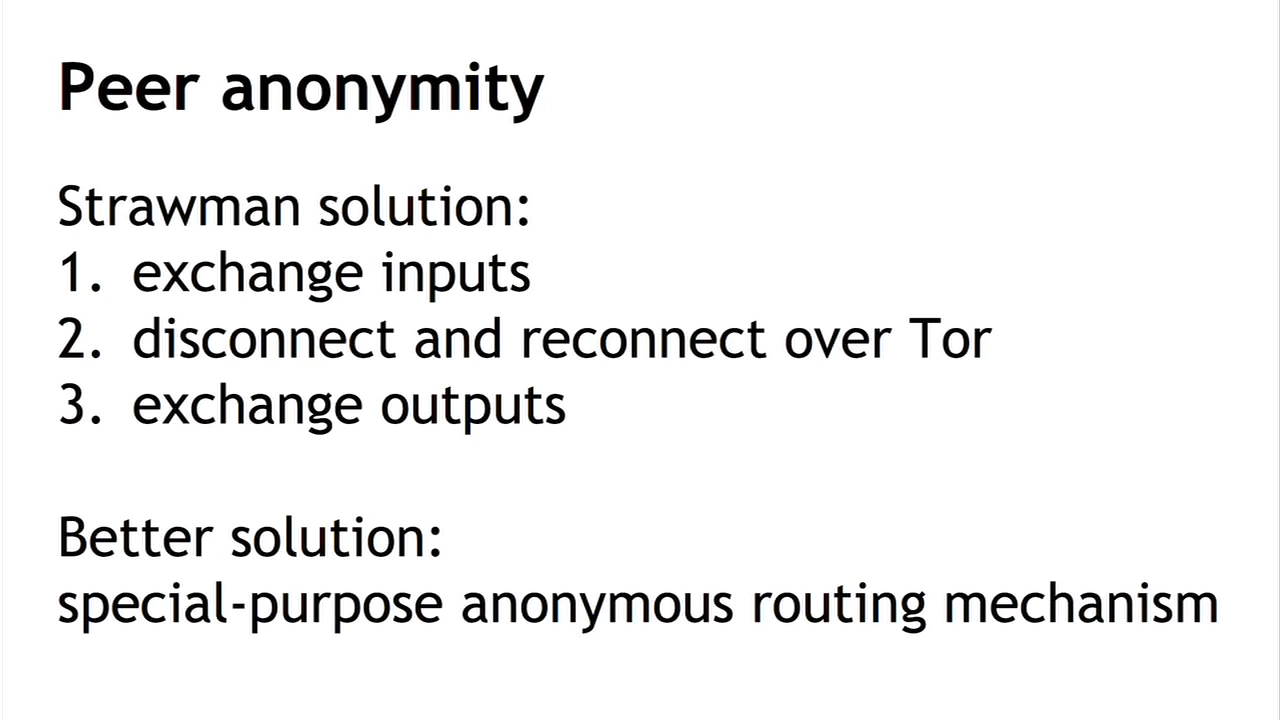 Peer anonymity
Strawman solution:
1. exchange inputs
2. disconnect and reconnect over Tor
3. exchange outputs
Better solution:
special-purpose anonymous routing mechanism